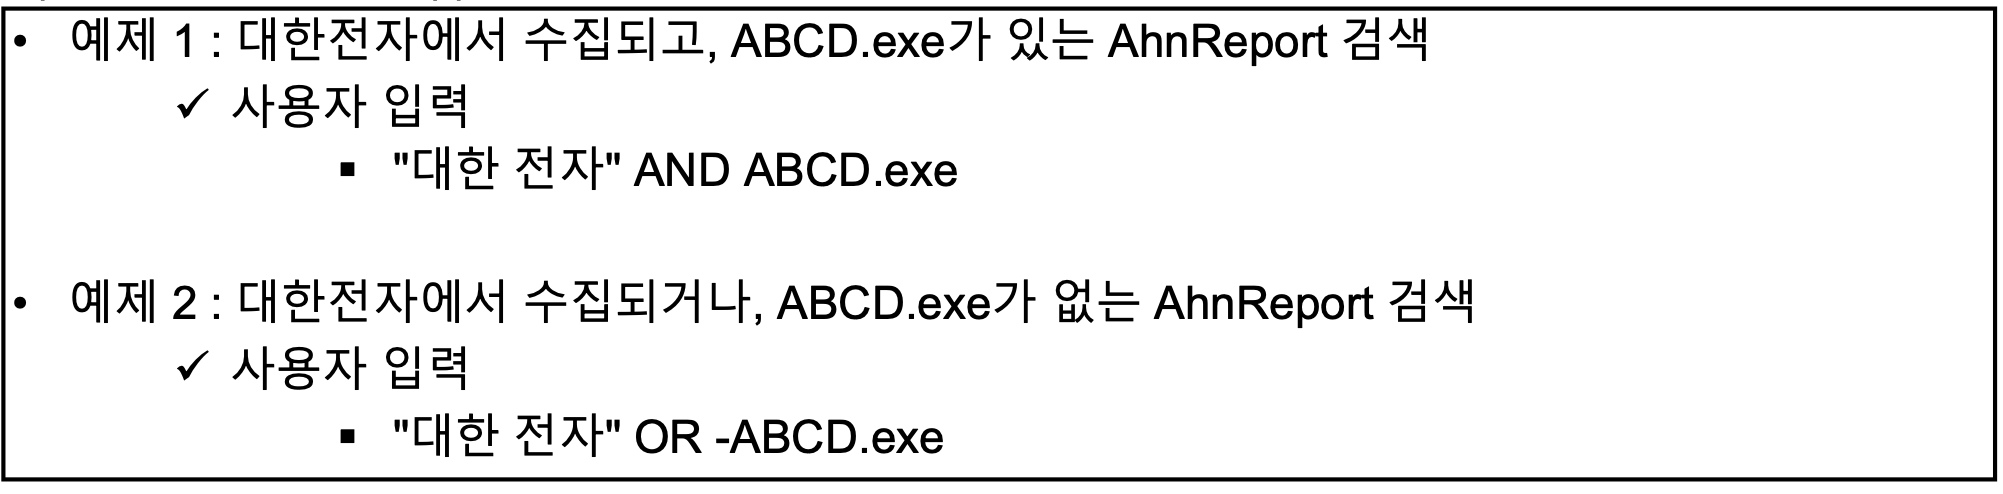 • 예제 1 : 대한전자에서 수집되고, ABCD.exe가 있는 AhnReport 검색
✓ 사용자 입력
▪ "대한 전자" AND ABCD.exe
• 예제 2 : 대한전자에서 수집되거나, ABCD.exe가 없는 AhnReport 검색
✓ 사용자 입력
▪ "대한 전자" OR -ABCD.exe